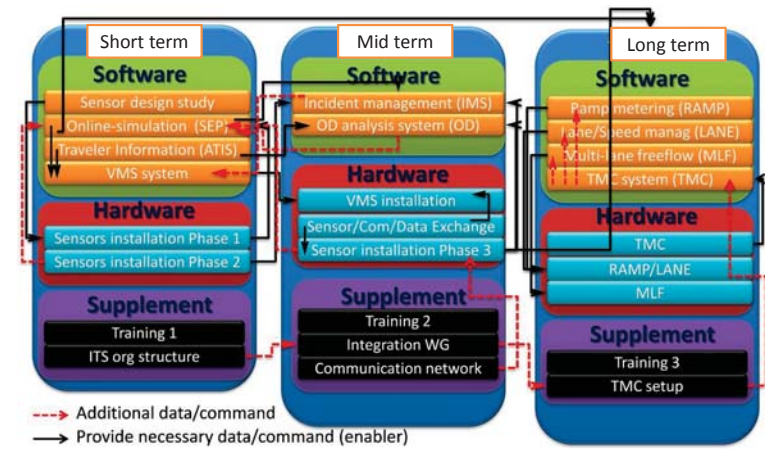 Short term
Software
Sensor design study
Online-simulation (SEP)
Traveler Information (ATIS)
VMS system
Hardware
Sensors installation Phase 1
Sensors installation Phase 2
Supplement
Training 1
ITS org structure
Mid term
Software
Incident management (IMS)
OD analysis system (OD)
Hardware
VMS installation
Sensor/Com/Data Exchange
Sensor installation Phase 3
Supplement
Training 2
Integration WG
Communication network
Long term
Software
Ramp metering (RAMP)
Lane/Speed manag (LANE)
Multi-lane freeflow (MLF)
TMC system (TMC)
Hardware
TMC
RAMP/LANE
MLF
Supplement
Training 3
TMC setup
Additional data/command
Provide necessary data/command (enabler)